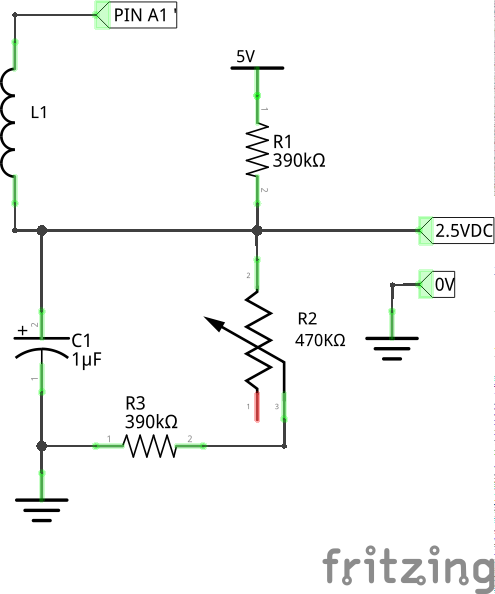 PIN A1 '
5V
L1
1
R1
390kΩ
2
2.5VDC
2
0V
+
2
C1
1µF
1
R2
470KΩ
1
3
R3
390kΩ
1
2
fritzing